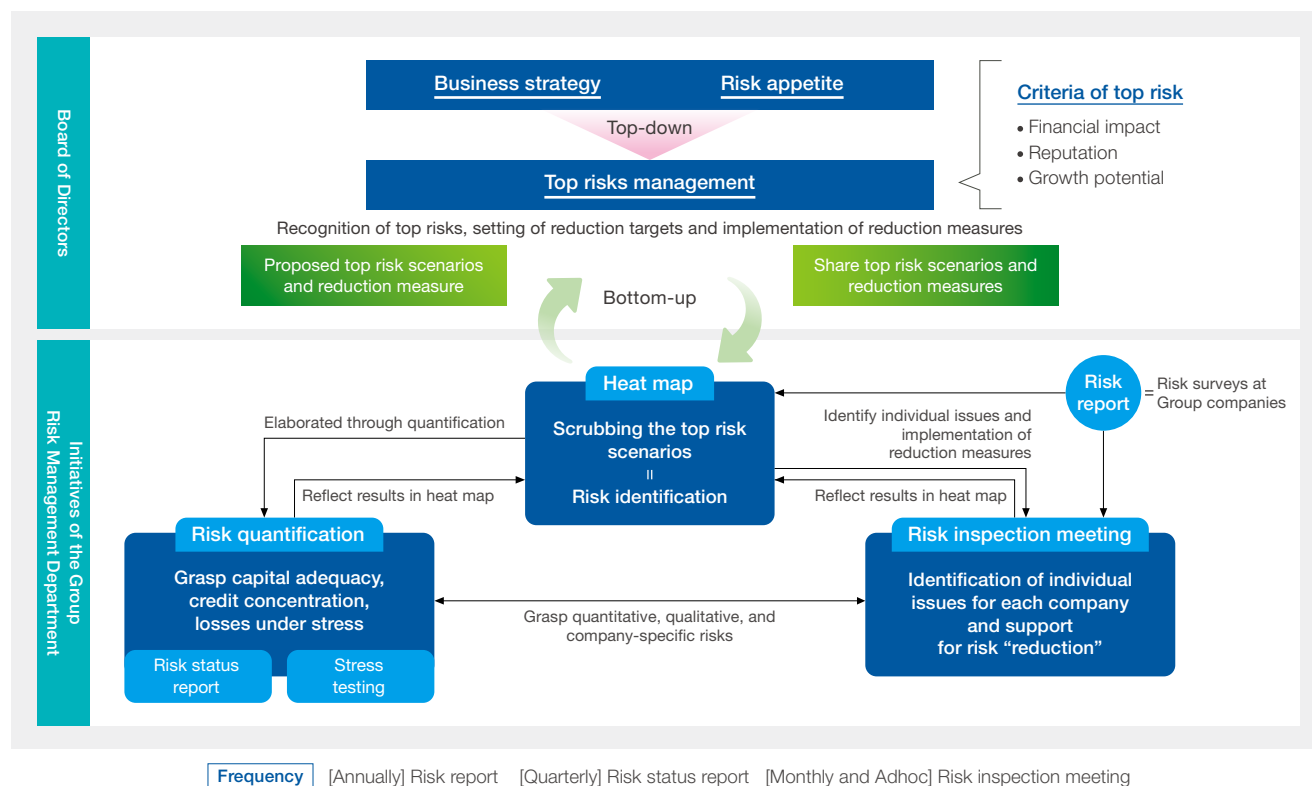 Board of Directors
Business strategy
Risk appetite
Top-down
Top risks management
Criteria of top risk
• Financial impact
• Reputation
• Growth potential
Recognition of top risks, setting of reduction targets and implementation of reduction measures
Proposed top risk scenarios
and reduction measure
Bottom-up
Share top risk scenarios and
reduction measures
Initiatives of the Group
Risk Management Department
Heat map
Scrubbing the top risk
scenarios
=
Risk identification
Risk
report
= Risk surveys at
Group companies
Elaborated through quantification
Identify individual issues and
implementation of
reduction measures
Reflect results in heat map
Reflect results in heat map
Risk quantification
Grasp capital adequacy,
credit concentration,
losses under stress
Risk status
report
Stress
testing
Grasp quantitative, qualitative, and
company-specific risks
Risk inspection meeting
Identification of individual
issues for each company
and support
for risk “reduction”
Frequency [Annually] Risk report [Quarterly] Risk status report [Monthly and Adhoc] Risk inspection meeting